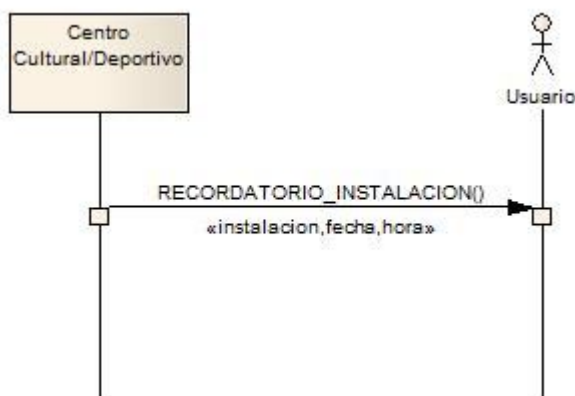 Centro
Cultural/Deportivo
Usuario
RECORDATORIO_INSTALACION()
«instalacion,fecha,hora»